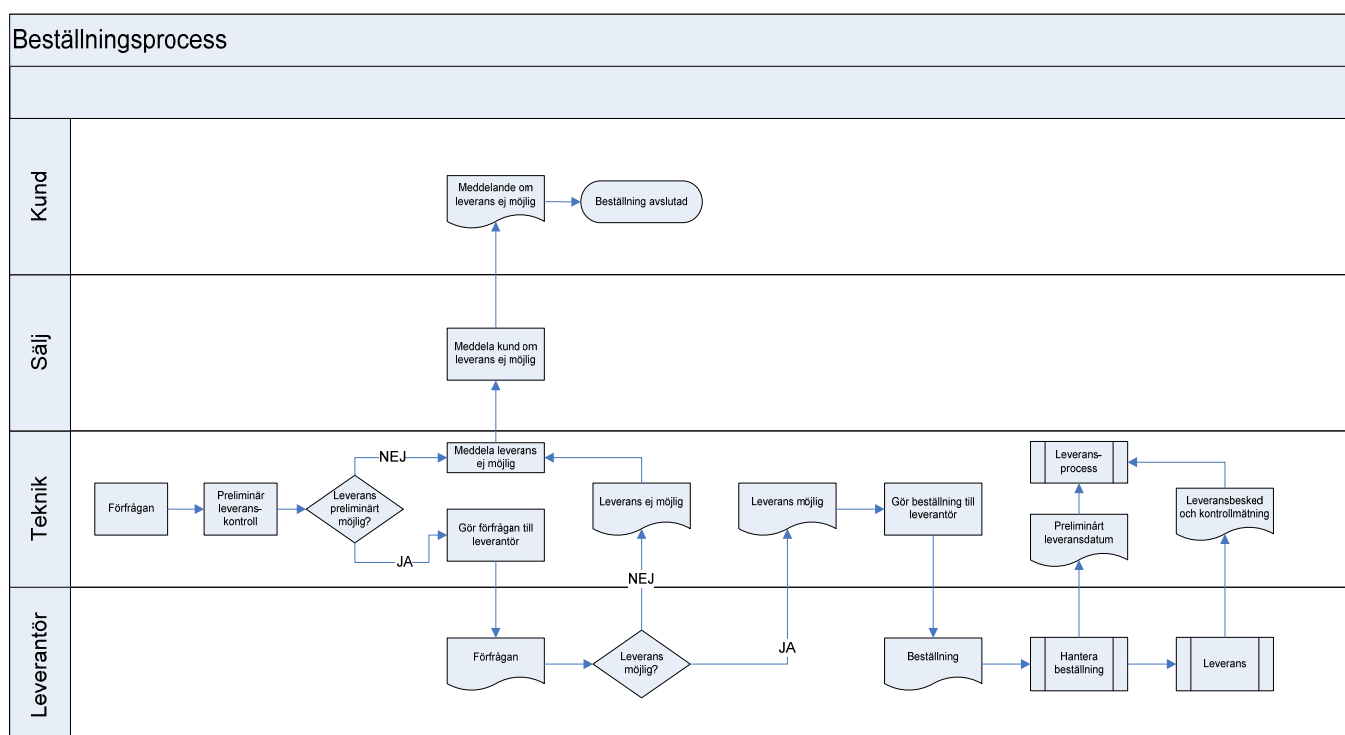 Beställningsprocess
Kund
Meddelande om
leverans ej möjlig
Beställning avslutad
Sälj
Meddela kund om
leverans ej möjlig
Teknik
Förfrågan
Preliminär
leverans-
kontroll
Leverans
preliminärt
möjlig?
NEJ
JA
Meddela leverans
ej möjlig
Gör förfrågan till
leverantör
Leverans ej möjlig
NEJ
Leverans möjlig
Gör beställning till
leverantör
Leverans-
process
Preliminärt
leveransdatum
Leveransbesked
och kontrollmätning
Leverantör
Förfrågan
Leverans
möjlig?
JA
Beställning
Hantera
beställning
Leverans